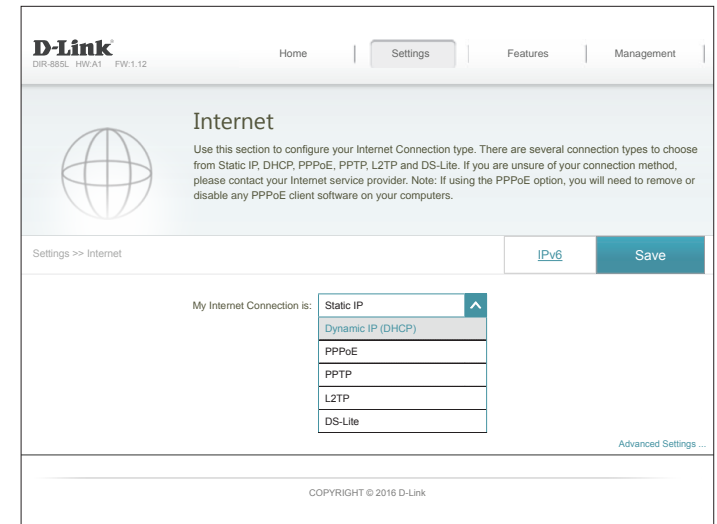 D-Link
DIR-885L HW:A1 FW:1.12
Home
Settings
Features
Management
Internet
Use this section to configure your Internet Connection type. There are several connection types to choose
from Static IP, DHCP, PPPoE, PPTP, L2TP and DS-Lite. If you are unsure of your connection method,
please contact your Internet service provider. Note: If using the PPPoE option, you will need to remove or
disable any PPPoE client software on your computers.
Settings >> Internet
IPv6
Save
My Internet Connection is:
Static IP
Dynamic IP (DHCP)
PPPoE
PPTP
L2TP
DS-Lite
Advanced Settings ...
COPYRIGHT © 2016 D-Link